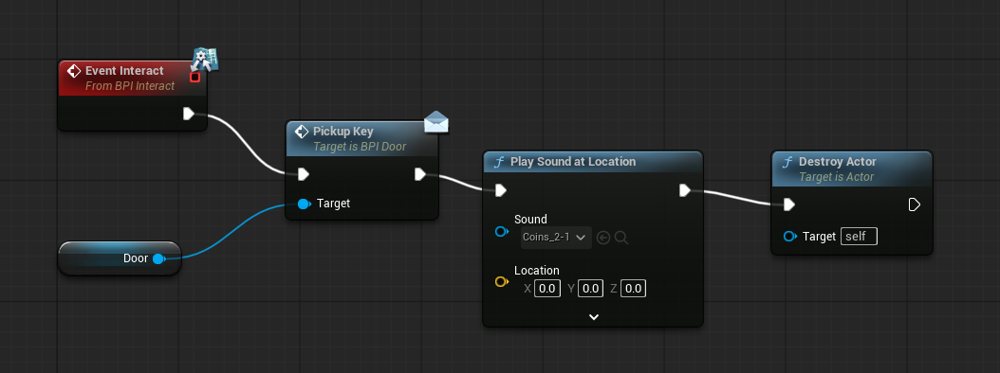 Event Interact
From BPI Interact
Pickup Key
Target is BPI Door
Target
Door
Play Sound at Location
Sound
Coins_2-1
Location
X 0.0 Y 0.0 Z 0.0
Destroy Actor
Target is Actor
Target self